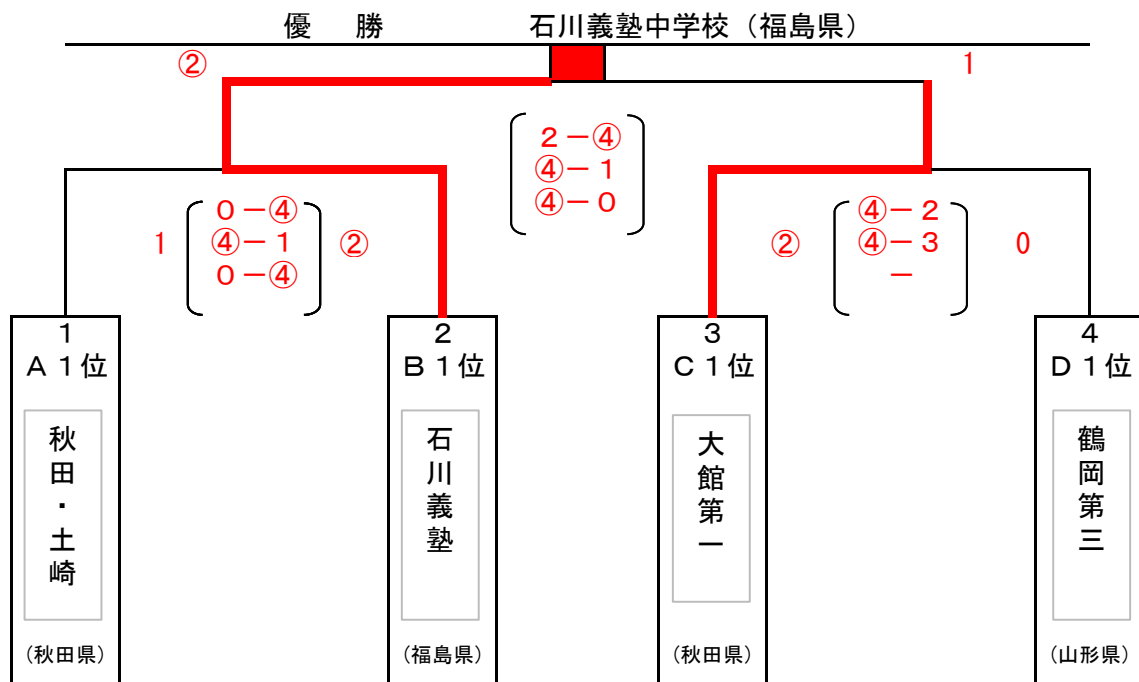 優　勝　石川義塾中学校（福島県）
②　1
２－④
④－１
④－０
1　０－④　②
④－１
０－④
②　④－２　0
④－３
－
1
Ａ１位
秋田・土崎
（秋田県）
2
Ｂ１位
石川義塾
（福島県）
3
Ｃ１位
大館第一
（秋田県）
4
Ｄ１位
鶴岡第三
（山形県）